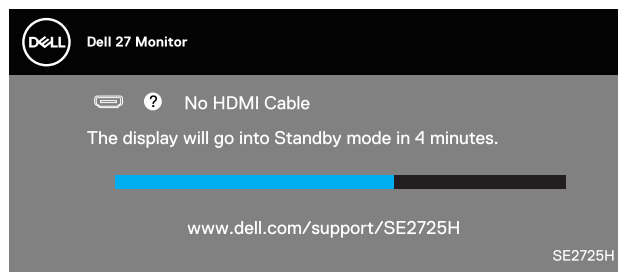 DELL
Dell 27 Monitor
? No HDMI Cable
The display will go into Standby mode in 4 minutes.
www.dell.com/support/SE2725H
SE2725H